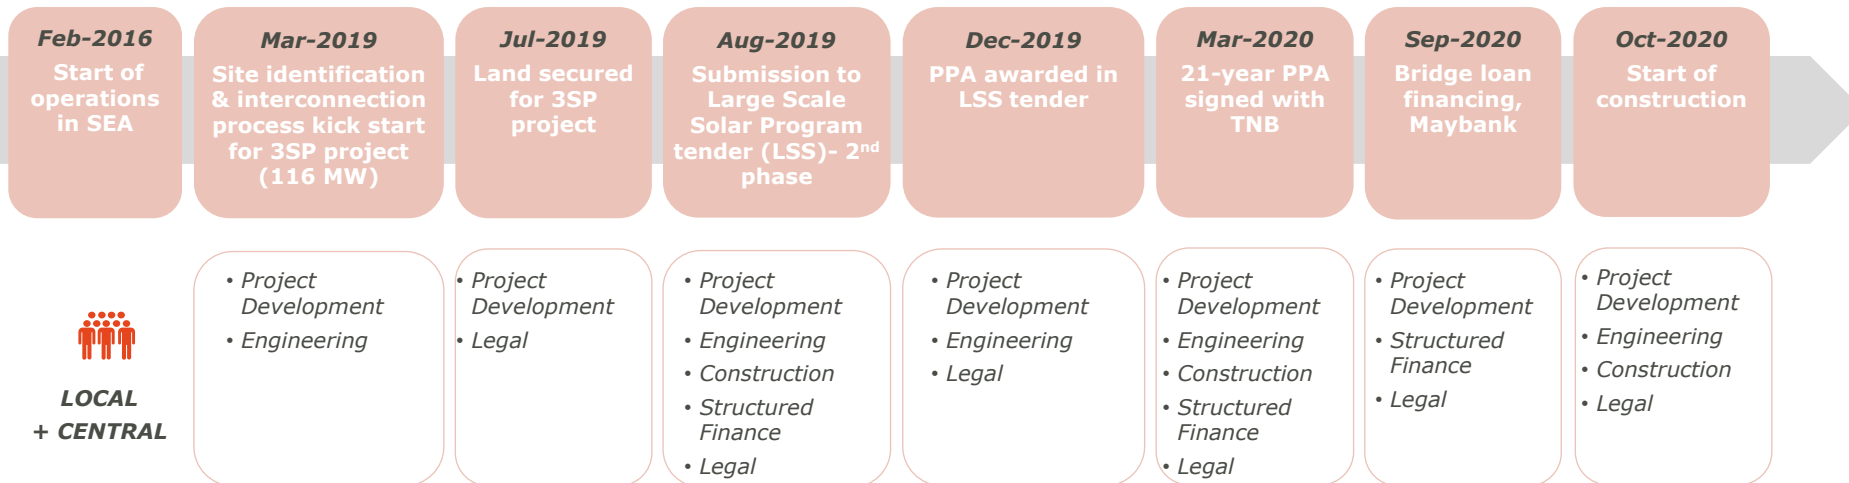 Feb-2016
Start of
operations
in SEA
Mar-2019
Site identification
& interconnection
process kick start
for 3SP project
(116 MW)
Jul-2019
Land secured
for 3SP
project
Aug-2019
Submission to
Large Scale
Solar Program
tender (LSS)- 2nd
phase
Dec-2019
PPA awarded in
LSS tender
Mar-2020
21-year PPA
signed with
TNB
Sep-2020
Bridge loan
financing,
Maybank
Oct-2020
Start of
construction
LOCAL
+ CENTRAL
• Project
Development
• Engineering
• Project
Development
• Legal
• Project
Development
• Engineering
• Construction
• Structured
Finance
• Legal
• Project
Development
• Engineering
• Legal
• Project
Development
• Engineering
• Construction
• Structured
Finance
• Legal
• Project
Development
• Structured
Finance
• Legal
• Project
Development
• Engineering
• Construction
• Legal